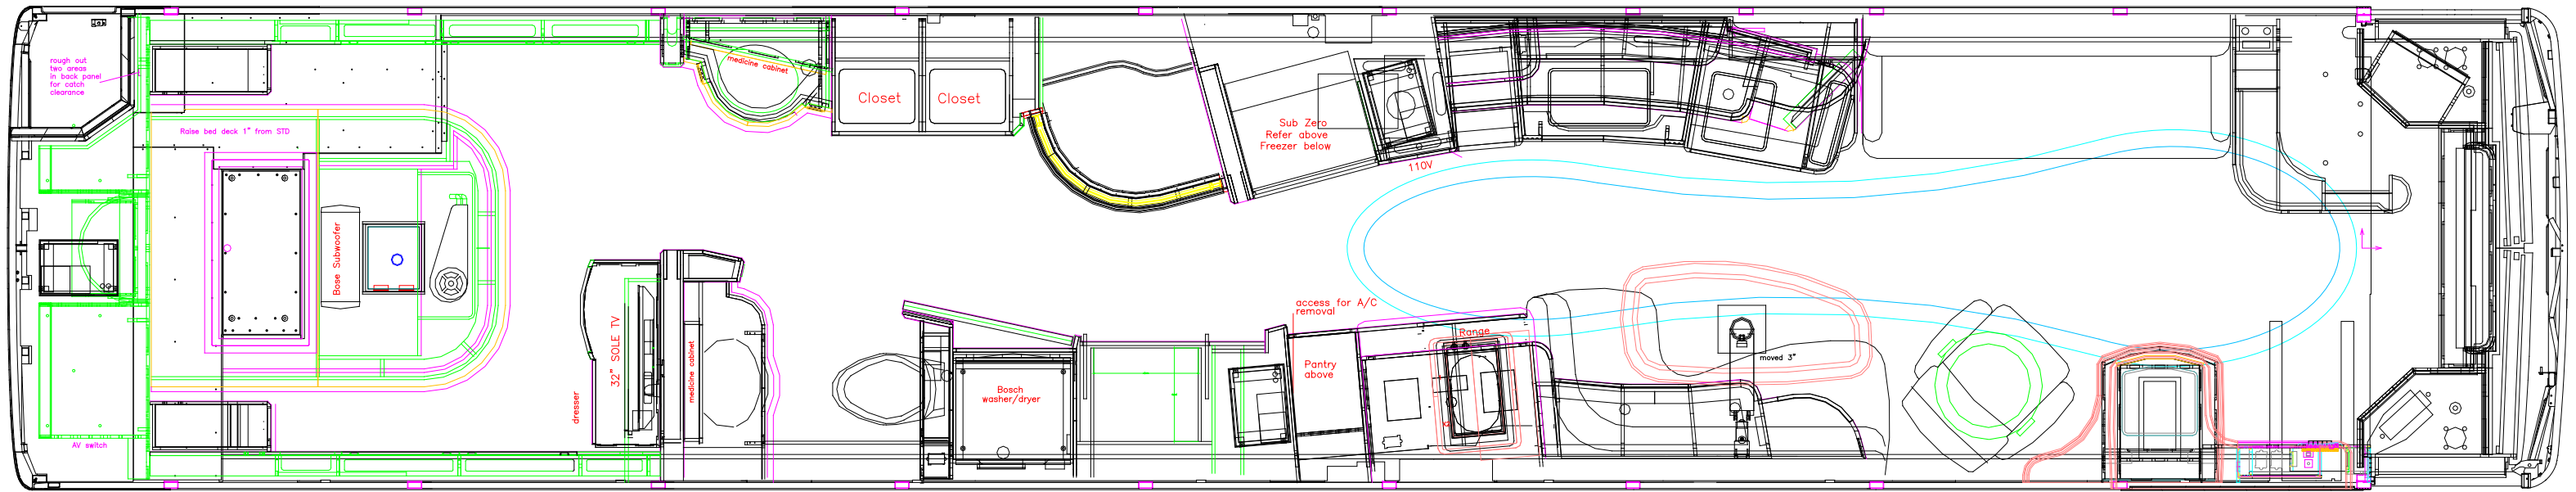 rough out
two areas
in back panel
for catch
clearance
Raise bed deck 1" from STD
Bose Subwoofer
AV switch
dresser
32" SOLE TV
medicine cabinet
medicine cabinet
Closet
Closet
Bosch
washer/dryer
Sub Zero
Refer above
Freezer below
110V
access for A/C
removal
Pantry
above
Range
moved 3"